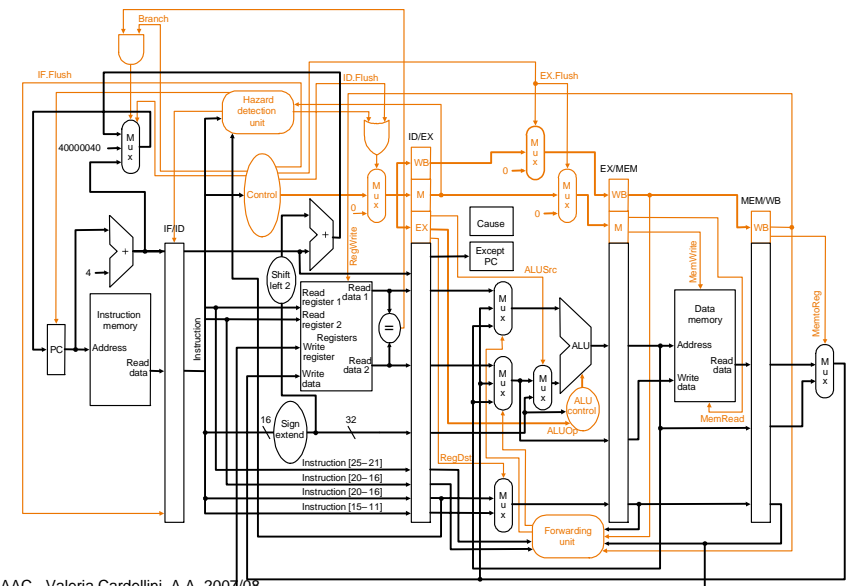 Branch
IF.Flush
ID.Flush
EX.Flush
Hazard
detection
unit
ID/EX
M
u
x
40000040
M
u
x
0
WB
EX/MEM
Control
M
u
x
0
M
M
u
x
0
WB
MEM/WB
IF/ID
EX
Cause
M
WB
+
4
+
RegWrite
Except
PC
MemWrite
Shift
left 2
ALUSrc
MemtoReg
Instruction
memory
Address
Read
data
PC
Instruction
Read
register 1
Read
data 1
Read
register 2
Registers
Write
register
Read
data 2
Write
data
=
M
u
x
M
u
x
M
u
x
ALU
Data
memory
Address
Read
data
Write
data
M
u
x
ALU
control
ALUOp
MemRead
16
Sign
extend
32
RegDst
Instruction [25–21]
Instruction [20–16]
Instruction [20–16]
Instruction [15–11]
M
u
x
Forwarding
unit
AAC - Valeria Cardellini, A.A. 2007/08